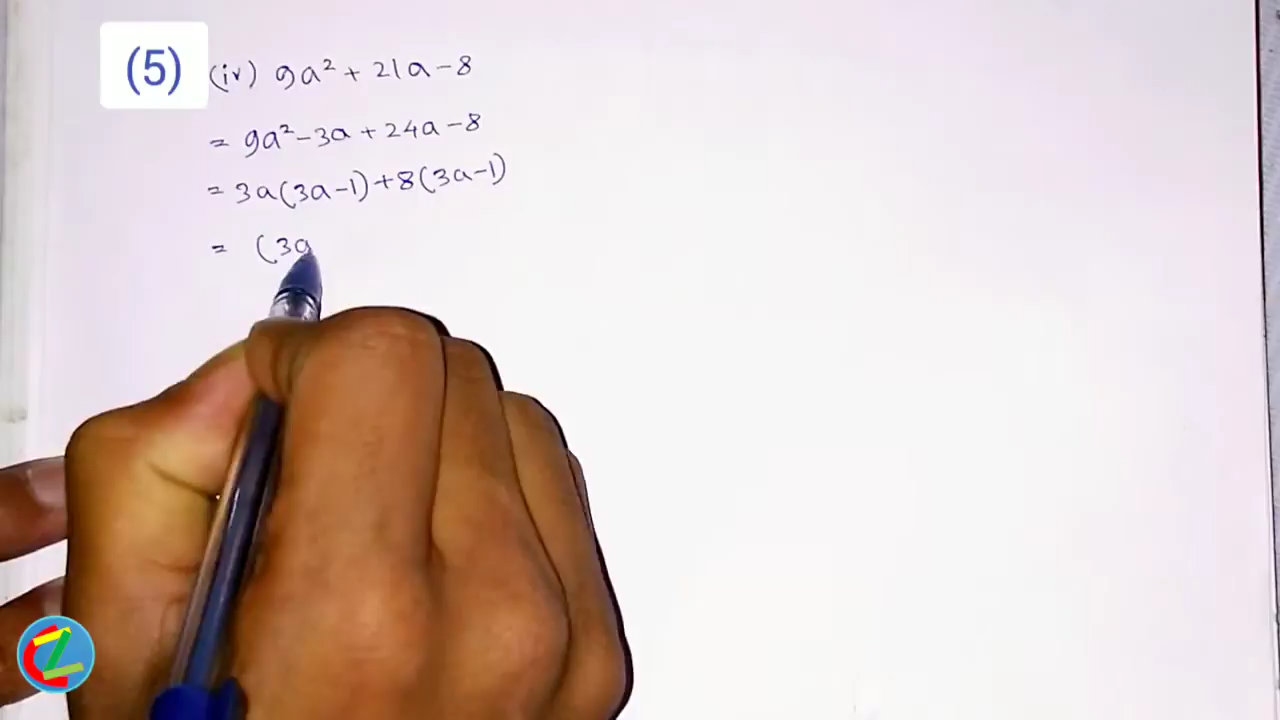 (5) (iv) 9a² + 21a - 8
= 9a² - 3a + 24a - 8
= 3a(3a-1) + 8(3a-1)
= (3a